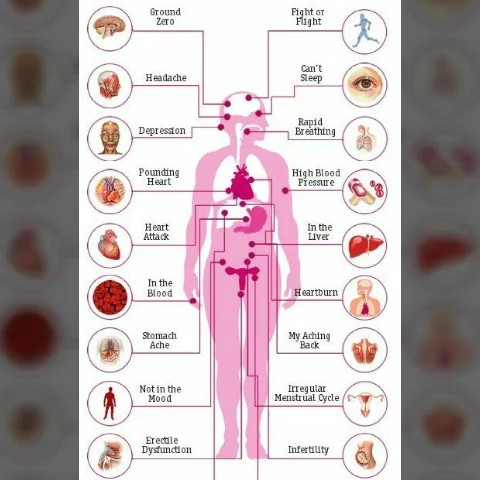 Ground
Zero
Fight or
Flight
Headache
Can't
Sleep
Depression
Rapid
Breathing
Pounding
Heart
High Blood
Pressure
Heart
Attack
In the
Liver
In the
Blood
Heartburn
Stomach
Ache
My Aching
Back
Not in the
Mood
Irregular
Menstrual Cycle
Erectile
Dysfunction
Infertility